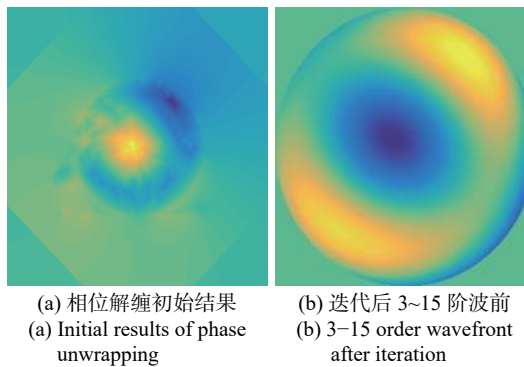 (a) 相位解缠初始结果
(a) Initial results of phase
unwrapping
(b) 迭代后 3~15 阶波前
(b) 3−15 order wavefront
after iteration